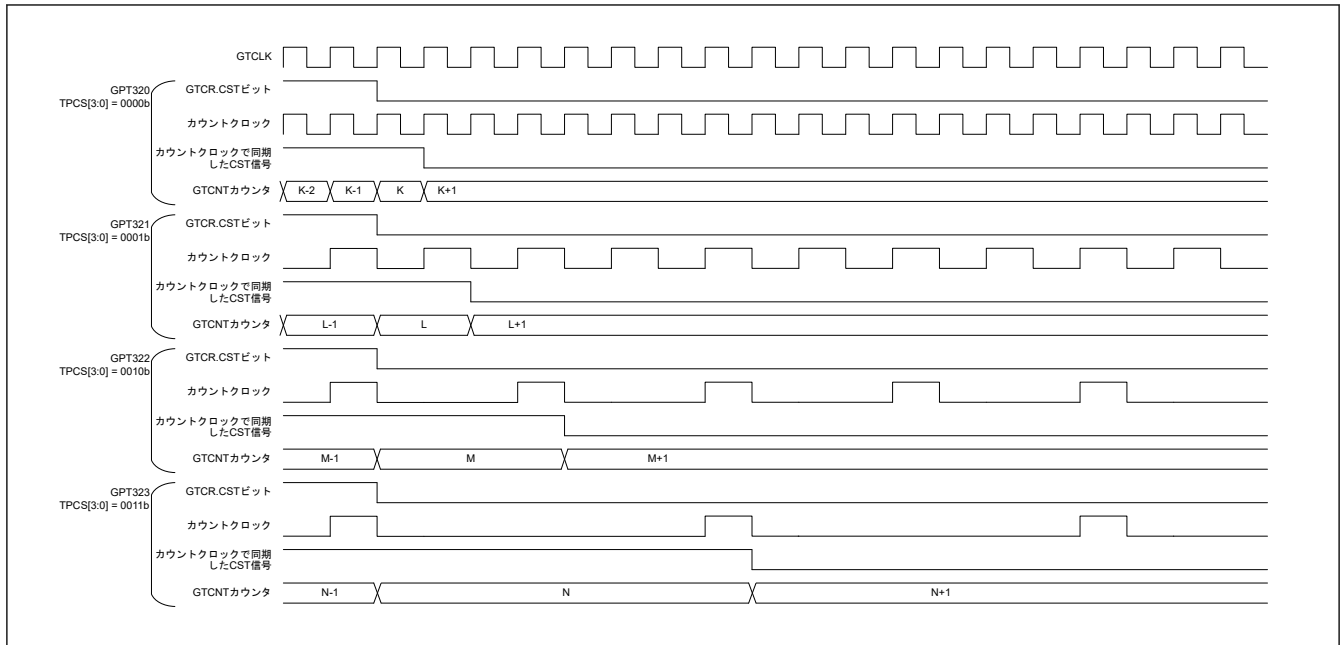 GTCLK
GPT320
TPCS[3:0] = 0000b
GTCR.CSTビット
カウントクロック
カウントクロックで同期
したCST信号
GTCNTカウンタ
K-2
K-1
K
K+1
GPT321
TPCS[3:0] = 0001b
GTCR.CSTビット
カウントクロック
カウントクロックで同期
したCST信号
GTCNTカウンタ
L-1
L
L+1
GPT322
TPCS[3:0] = 0010b
GTCR.CSTビット
カウントクロック
カウントクロックで同期
したCST信号
GTCNTカウンタ
M-1
M
M+1
GPT323
TPCS[3:0] = 0011b
GTCR.CSTビット
カウントクロック
カウントクロックで同期
したCST信号
GTCNTカウンタ
N-1
N
N+1